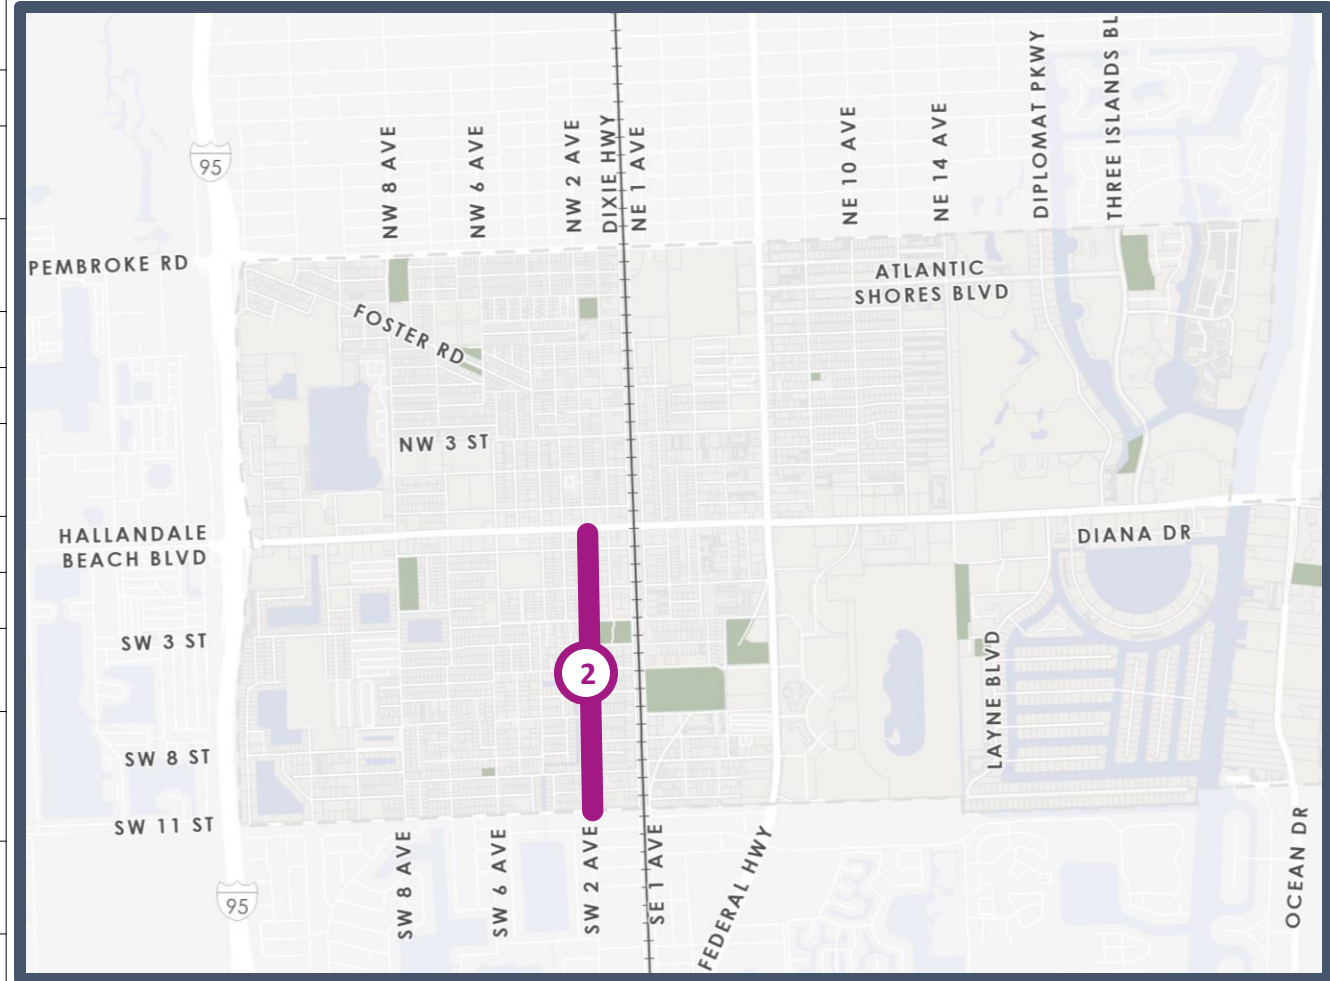 DIPLOMAT PKWY
THREE ISLANDS BL
NW 8 AVE
NW 6 AVE
NW 2 AVE
DIXIE HWY
NE 1 AVE
NE 10 AVE
NE 14 AVE
95
PEMBROKE RD
ATLANTIC
SHORES BLVD
FOSTER RD
NW 3 ST
HALLANDALE
BEACH BLVD
DIANA DR
SW 3 ST
2
LAYNE BLVD
SW 8 ST
SW 11 ST
SW 8 AVE
SW 6 AVE
SW 2 AVE
SE 1 AVE
FEDERAL HWY
OCEAN DR
95